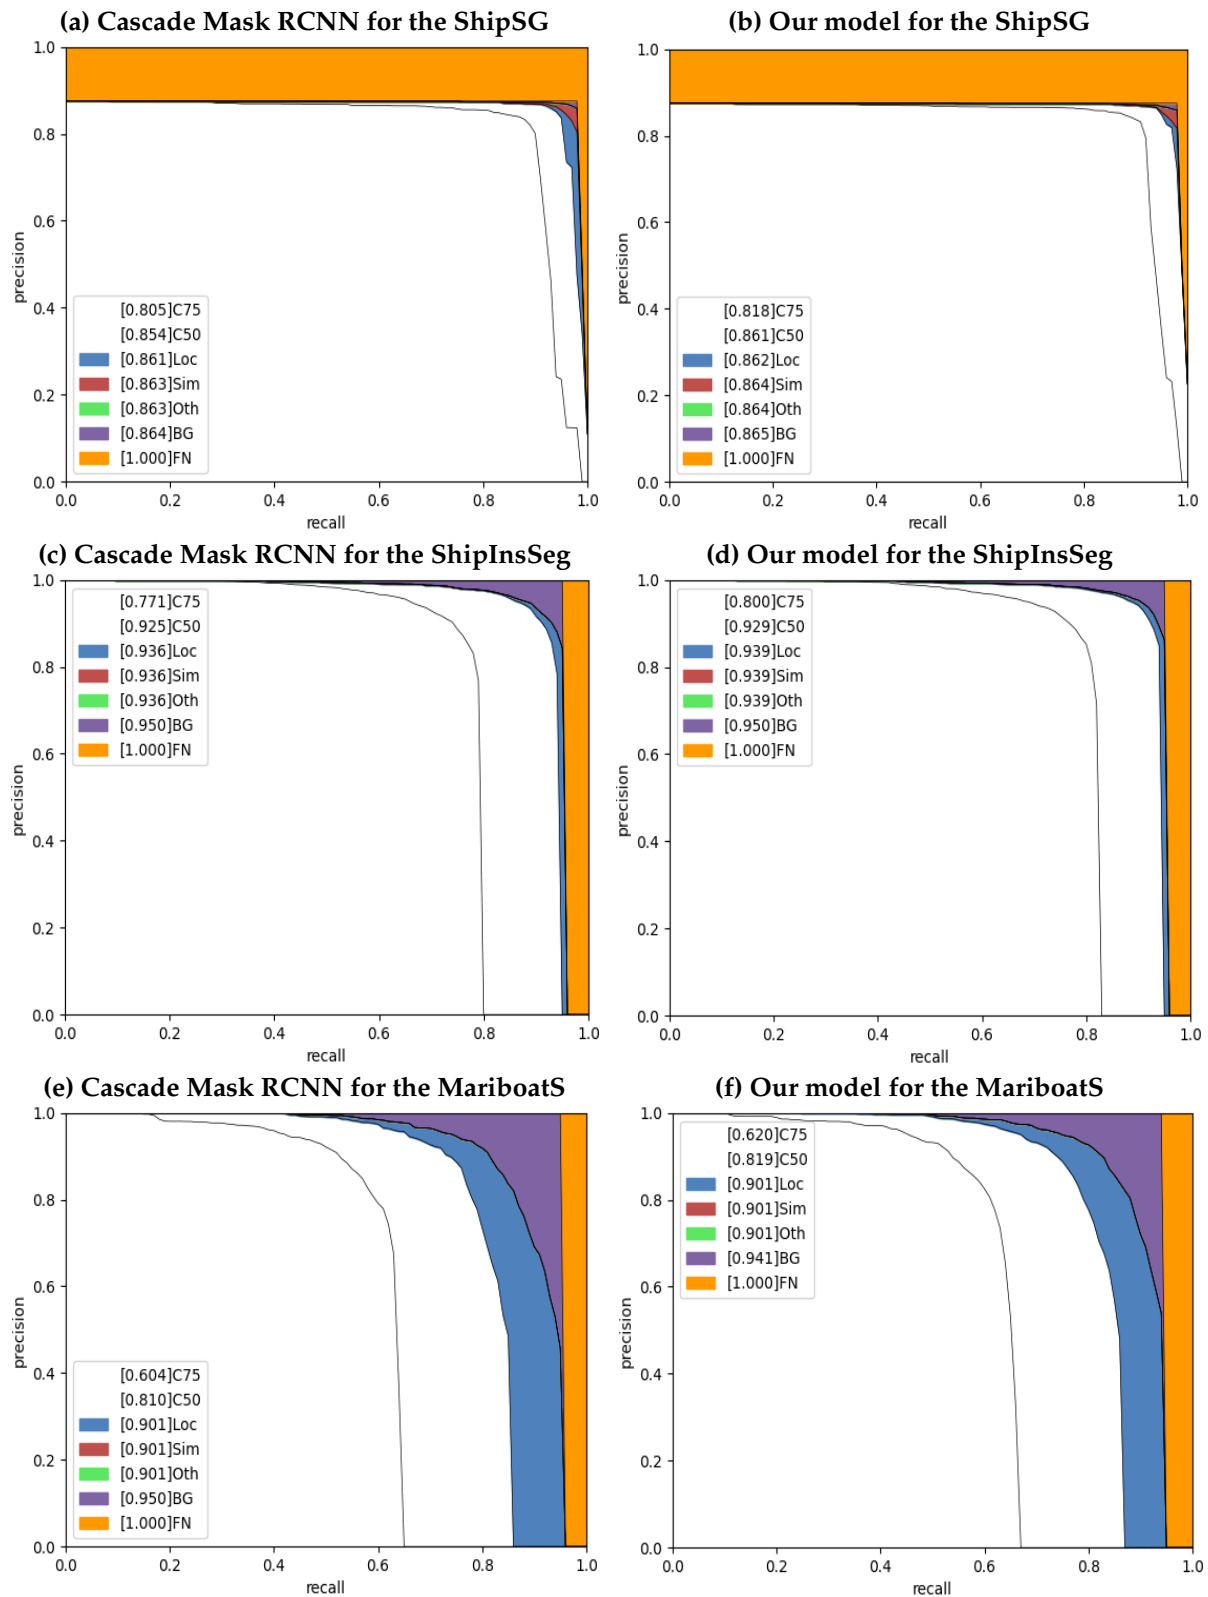 (a) Cascade Mask RCNN for the ShipSG
1.0
0.8
0.6
0.4
0.2
0.0
precision
[0.805]C75
[0.854]C50
[0.861]Loc
[0.863]Sim
[0.863]Oth
[0.864]BG
[1.000]FN
0.0 0.2 0.4 0.6 0.8 1.0
recall
(b) Our model for the ShipSG
1.0
0.8
0.6
0.4
0.2
0.0
precision
[0.818]C75
[0.861]C50
[0.862]Loc
[0.864]Sim
[0.864]Oth
[0.865]BG
[1.000]FN
0.0 0.2 0.4 0.6 0.8 1.0
recall
(c) Cascade Mask RCNN for the ShipInsSeg
1.0
0.8
0.6
0.4
0.2
0.0
precision
[0.771]C75
[0.925]C50
[0.936]Loc
[0.936]Sim
[0.936]Oth
[0.950]BG
[1.000]FN
0.0 0.2 0.4 0.6 0.8 1.0
recall
(d) Our model for the ShipInsSeg
1.0
0.8
0.6
0.4
0.2
0.0
precision
[0.800]C75
[0.929]C50
[0.939]Loc
[0.939]Sim
[0.939]Oth
[0.950]BG
[1.000]FN
0.0 0.2 0.4 0.6 0.8 1.0
recall
(e) Cascade Mask RCNN for the MariboatS
1.0
0.8
0.6
0.4
0.2
0.0
precision
[0.604]C75
[0.810]C50
[0.901]Loc
[0.901]Sim
[0.901]Oth
[0.950]BG
[1.000]FN
0.0 0.2 0.4 0.6 0.8 1.0
recall
(f) Our model for the MariboatS
1.0
0.8
0.6
0.4
0.2
0.0
precision
[0.620]C75
[0.819]C50
[0.901]Loc
[0.901]Sim
[0.901]Oth
[0.941]BG
[1.000]FN
0.0 0.2 0.4 0.6 0.8 1.0
recall